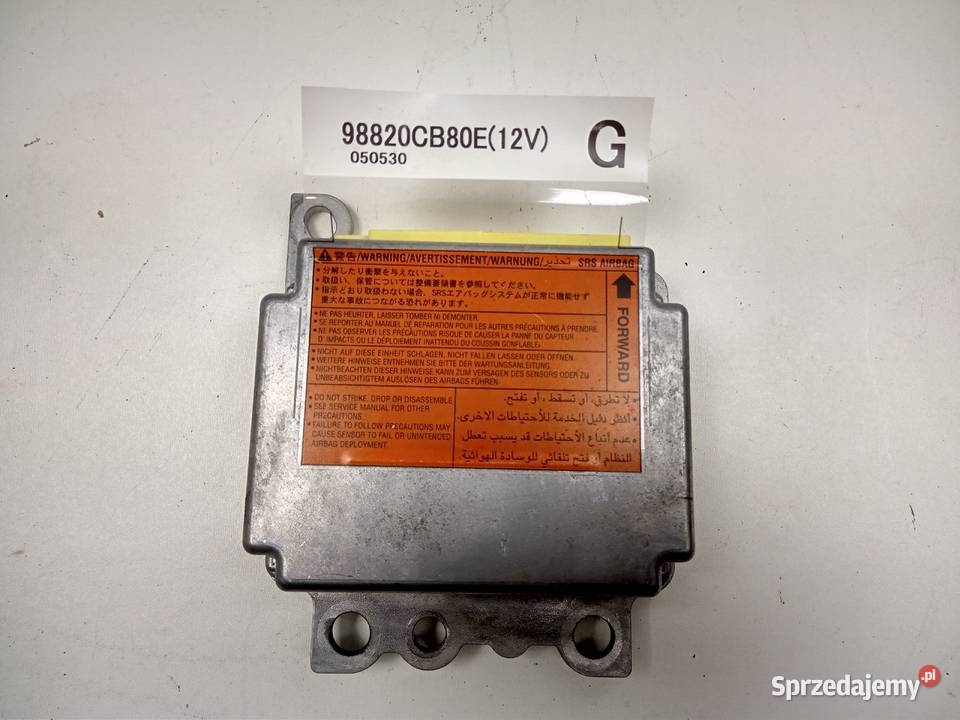 98820CB80E(12V)
050530
G
警告/WARNING/AVERTISSEMENT/WARNUNG/تحذير SRS AIRBAG
• 分解したり衝撃を与えないこと。
• 取扱い、保管については整備要領書を参照してください。
• 指示どおり取扱わない場合、SRSエアバッグシステムが正常に機能せず
重大な事故につながる恐れがあります。
• NE PAS HEURTER, LAISSER TOMBER NI DÉMONTER.
• SE REPORTER AU MANUEL DE RÉPARATION POUR LES AUTRES PRÉCAUTIONS À PRENDRE.
• NE PAS OBSERVER LES PRÉCAUTIONS RISQUE DE CAUSER LA PANNE DU CAPTEUR
D' IMPACTS OU LE DÉPLOIEMENT INATTENDU DU COUSSIN GONFLABLE.
• NICHT AUF DIESE EINHEIT SCHLAGEN, NICHT FALLEN LASSEN ODER ÖFFNEN.
• WEITERE HINWEISE ENTNEHMEN SIE BITTE DER WARTUNGSANLEITUNG.
• NICHTBEACHTEN DIESER HINWEISE KANN ZUM VERSAGEN DES SENSORS ODER ZU
UNBEABSICHTIGTEM AUSLÖSEN DES AIRBAGS FÜHREN.
FORWARD
• DO NOT STRIKE, DROP OR DISASSEMBLE
• SEE SERVICE MANUAL FOR OTHER
PRECAUTIONS.
• FAILURE TO FOLLOW PRECAUTIONS MAY
CAUSE SENSOR TO FAIL OR UNINTENDED
AIRBAG DEPLOYMENT.
• لا تطرق، أو تسقط، أو تفتح.
• أنظر دليل الخدمة للأحتياطات الاخرى.
• عدم أتباع الأحتياطات قد يسبب تعطل
النظام أو فتح تلقائي للوسادة الهوائية.
Sprzedajemy.pl